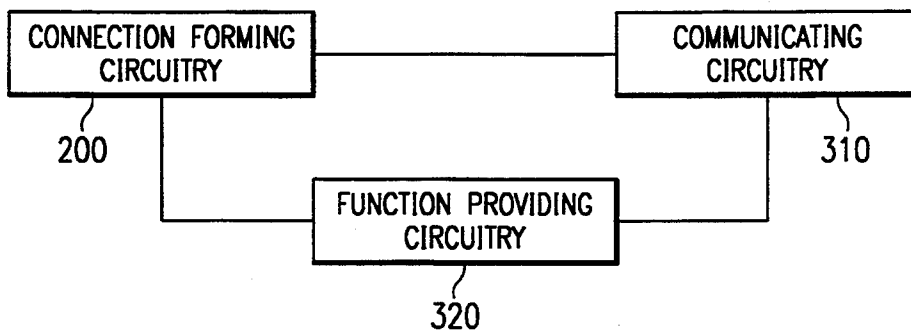 CONNECTION FORMING
CIRCUITRY
200
COMMUNICATING
CIRCUITRY
310
FUNCTION PROVIDING
CIRCUITRY
320